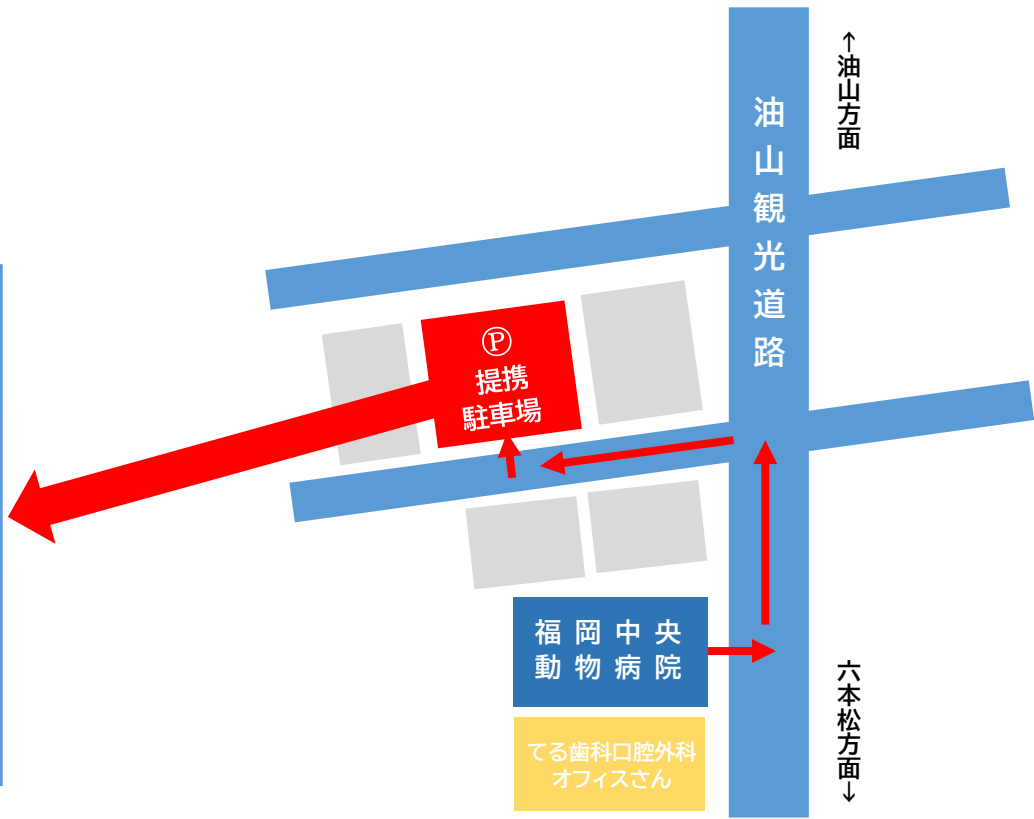 ↑油山方面
油山観光道路
Ⓟ
提携
駐車場
福岡中央
動物病院
てる歯科口腔外科
オフィスさん
六本松方面↓